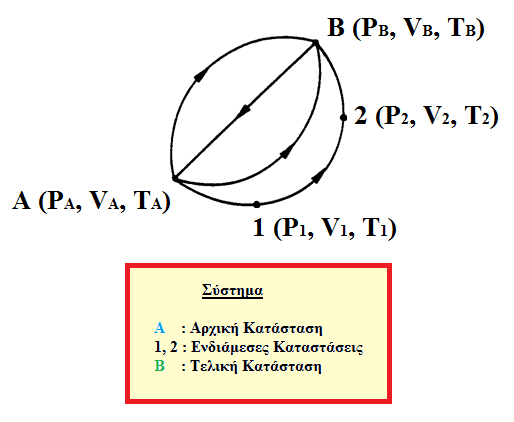 B (PB, VB, TB)
2 (P2, V2, T2)
A (PA, VA, TA)
1 (P1, V1, T1)
Σύστημα
Α : Αρχική Κατάσταση
1, 2 : Ενδιάμεσες Καταστάσεις
Β : Τελική Κατάσταση